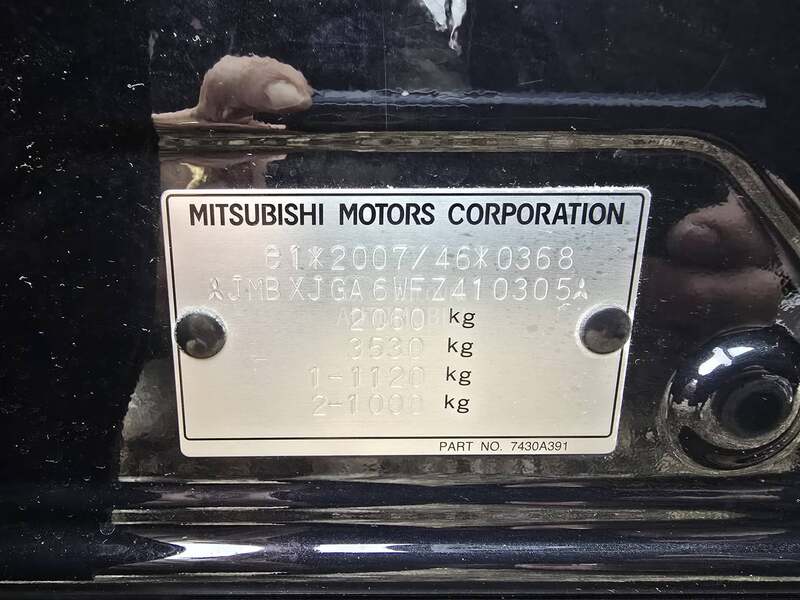 MITSUBISHI MOTORS CORPORATION
e1*2007/46*0368
*JMBXJGA6WFZ410305*
2060 kg
3530 kg
1-1120 kg
2-1000 kg
PART NO. 7430A391